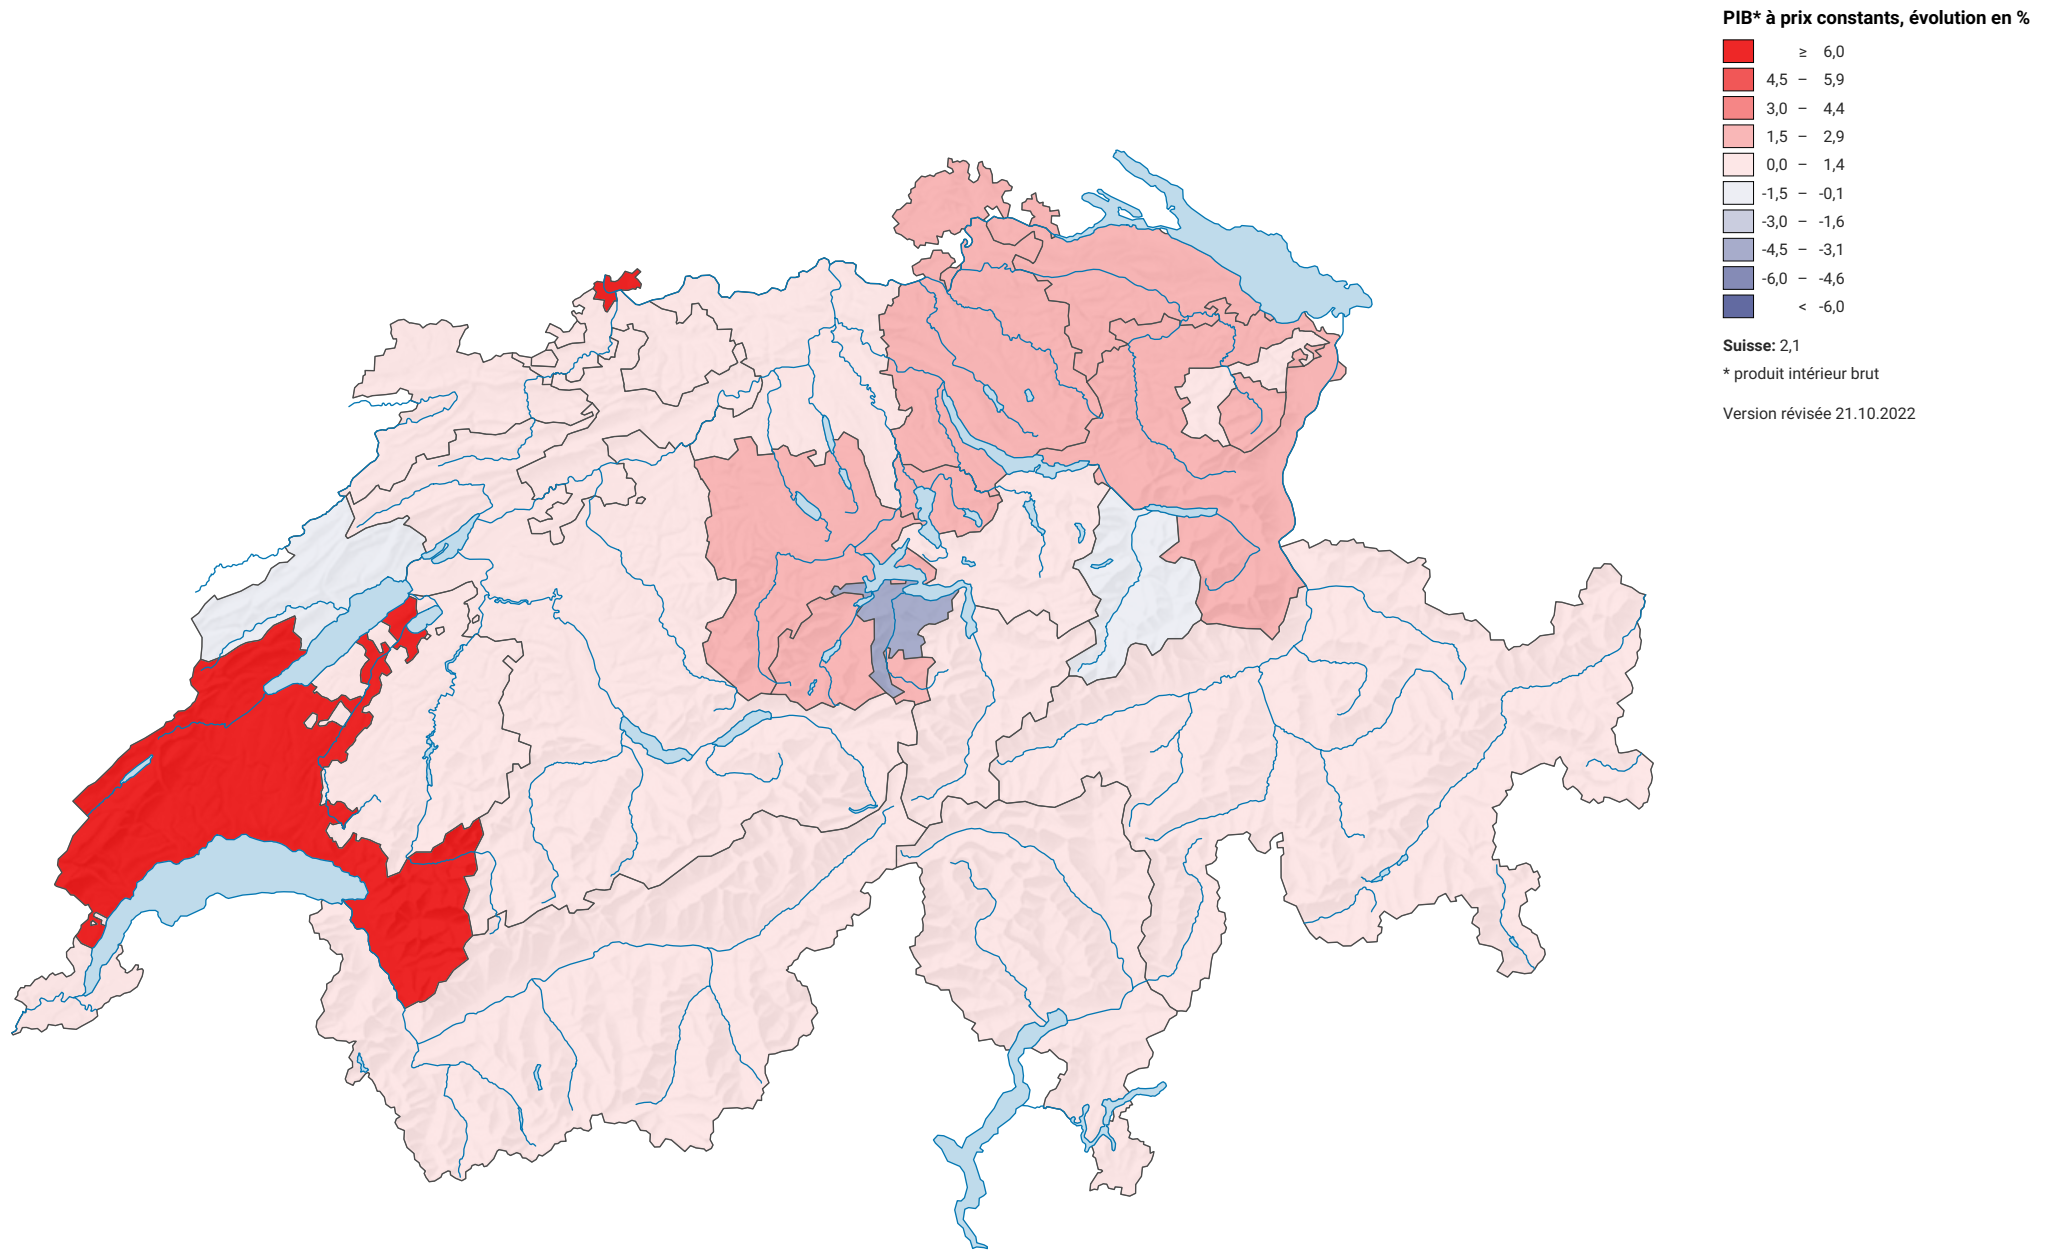 PIB* à prix constants, évolution en %
≥ 6,0
4,5 – 5,9
3,0 – 4,4
1,5 – 2,9
0,0 – 1,4
-1,5 – -0,1
-3,0 – -1,6
-4,5 – -3,1
-6,0 – -4,6
< -6,0
Suisse: 2,1
* produit intérieur brut
Version révisée 21.10.2022